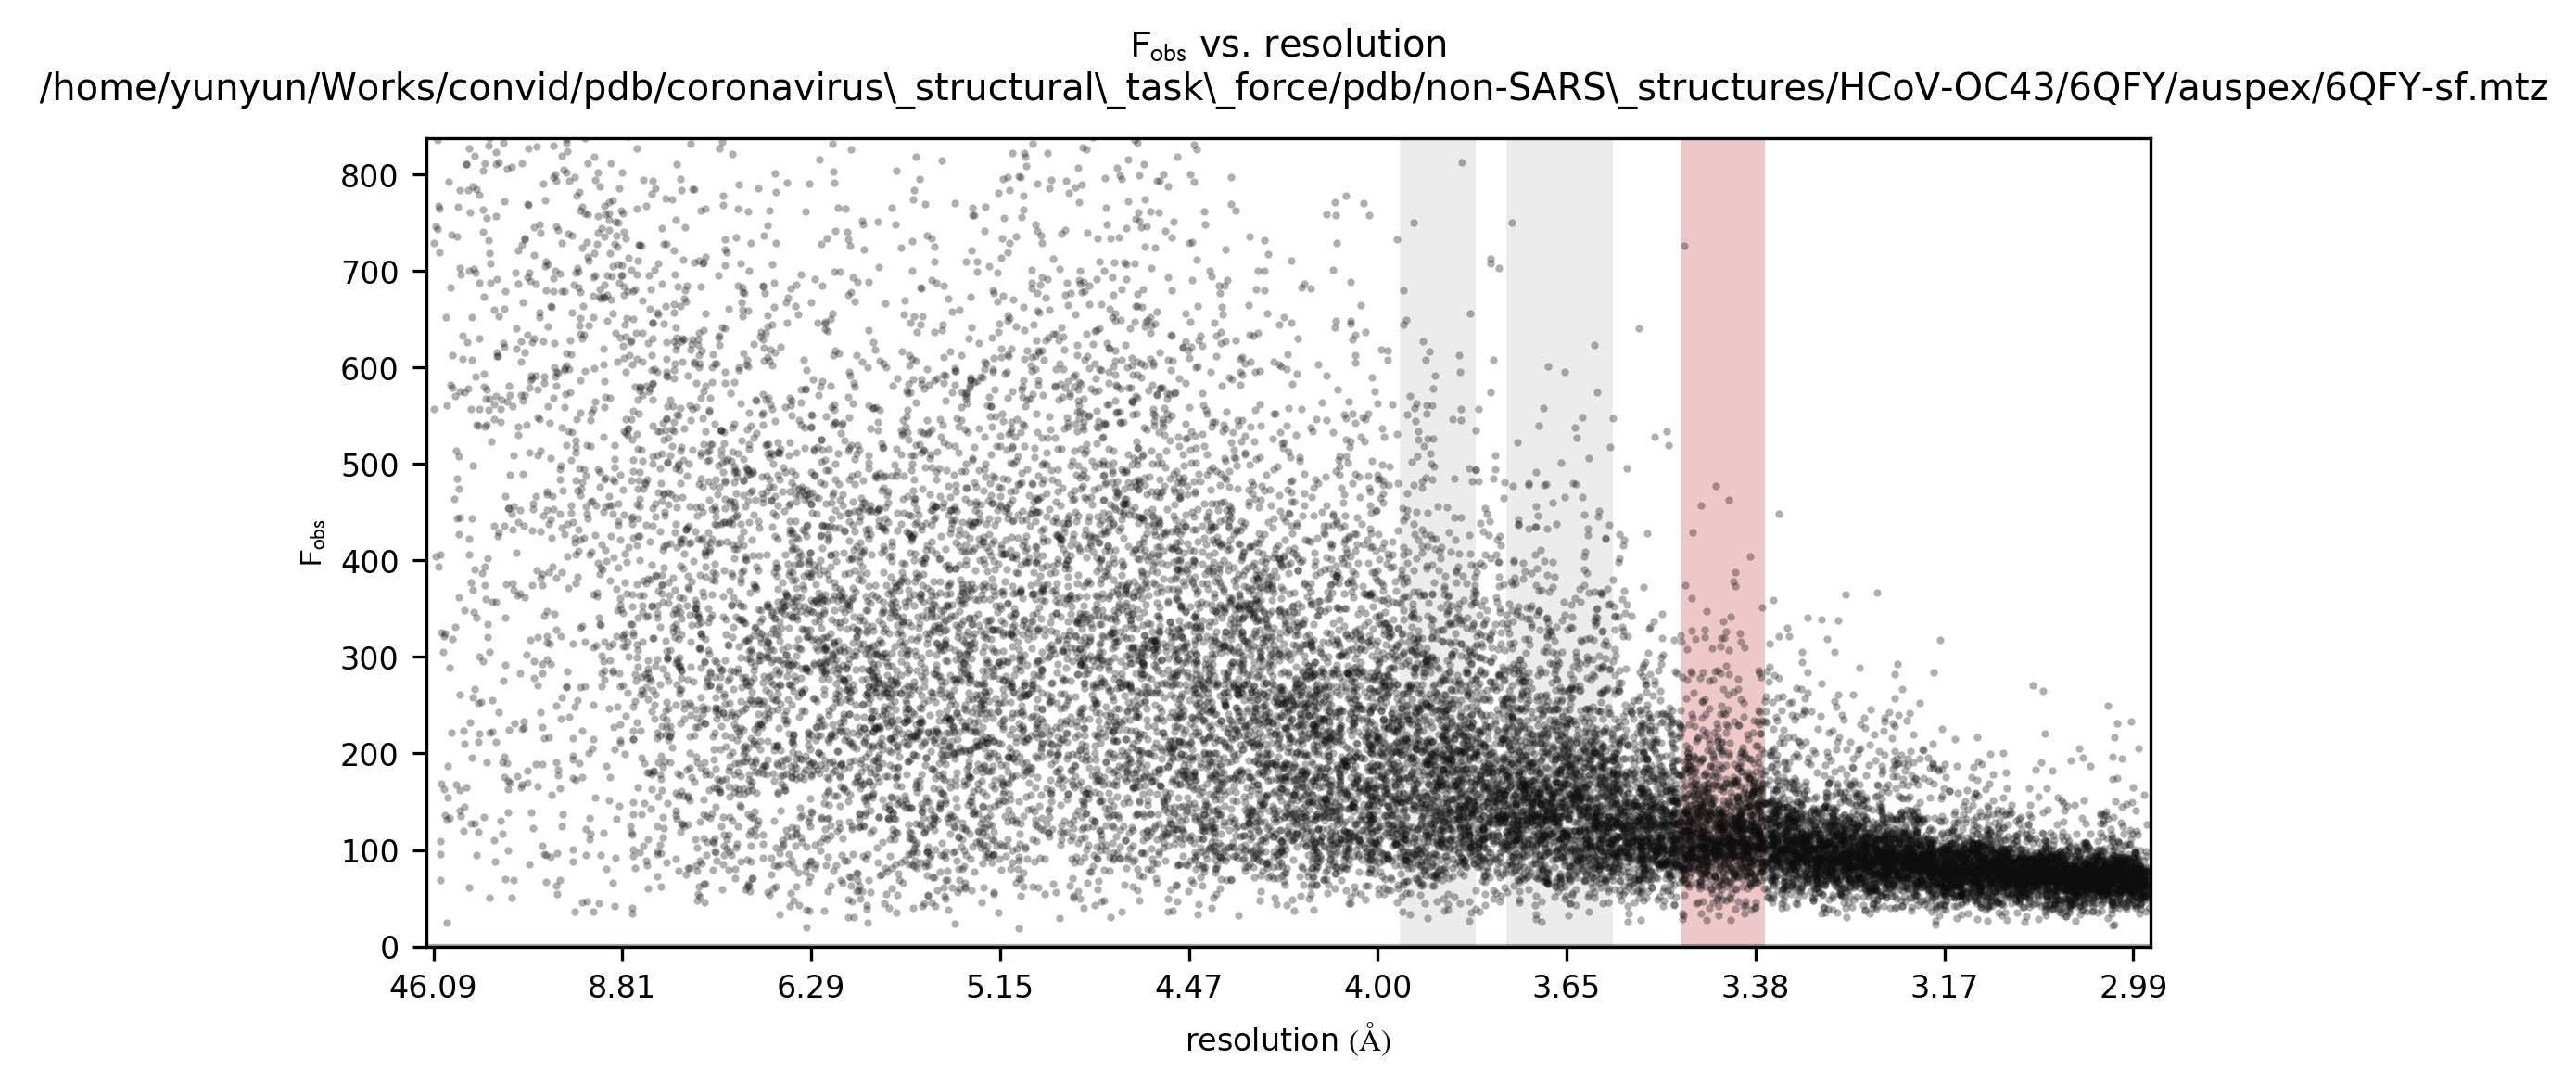 F_obs vs. resolution
/home/yunyun/Works/convid/pdb/coronavirus\_structural\_task\_force/pdb/non-SARS\_structures/HCoV-OC43/6QFY/auspex/6QFY-sf.mtz
800
700
600
500
400
300
200
100
0
F_obs
46.09 8.81 6.29 5.15 4.47 4.00 3.65 3.38 3.17 2.99
resolution (Å)